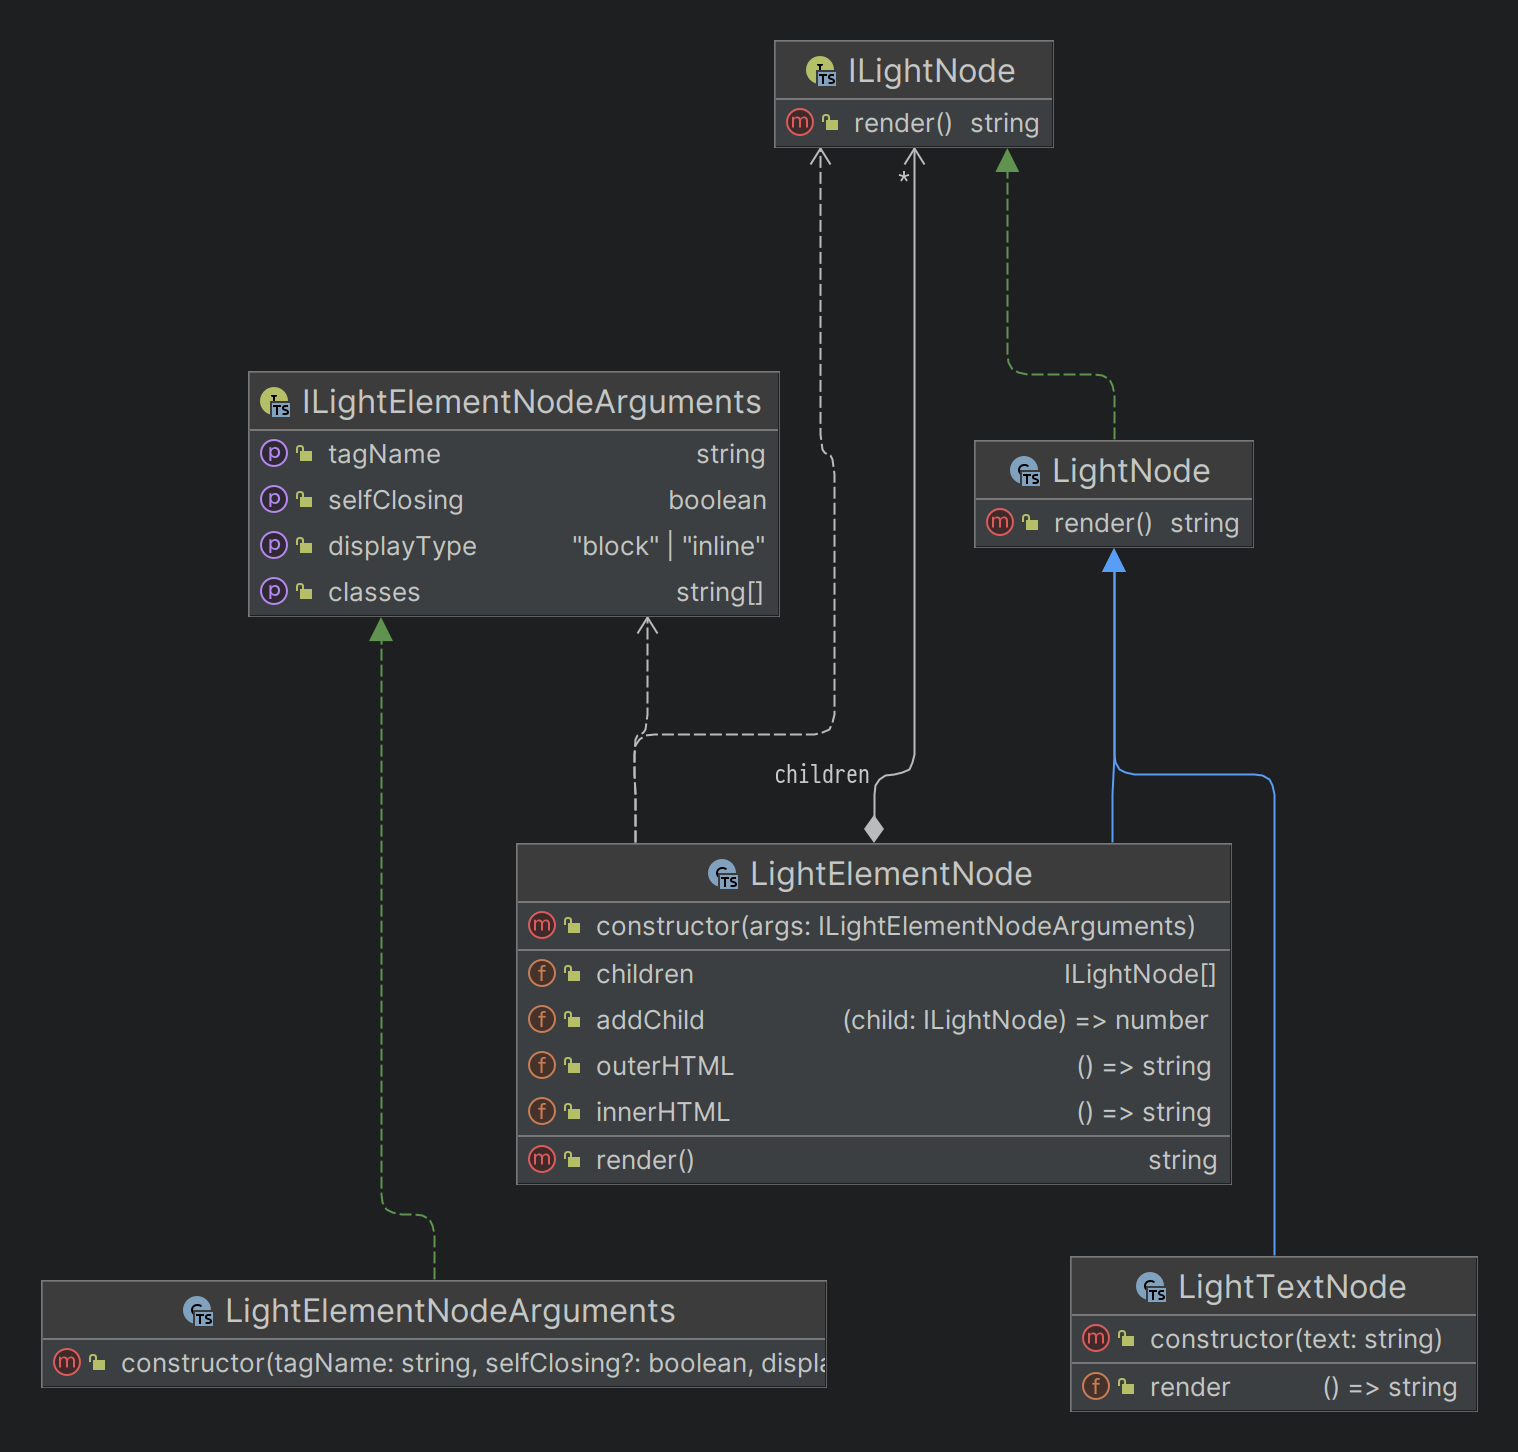 ILightNode
render() string
*
ILightElementNodeArguments
tagName string
selfClosing boolean
displayType "block" | "inline"
classes string[]
LightNode
render() string
children
LightElementNode
constructor(args: ILightElementNodeArguments)
children ILightNode[]
addChild (child: ILightNode) => number
outerHTML () => string
innerHTML () => string
render() string
LightElementNodeArguments
constructor(tagName: string, selfClosing?: boolean, displa
LightTextNode
constructor(text: string)
render () => string